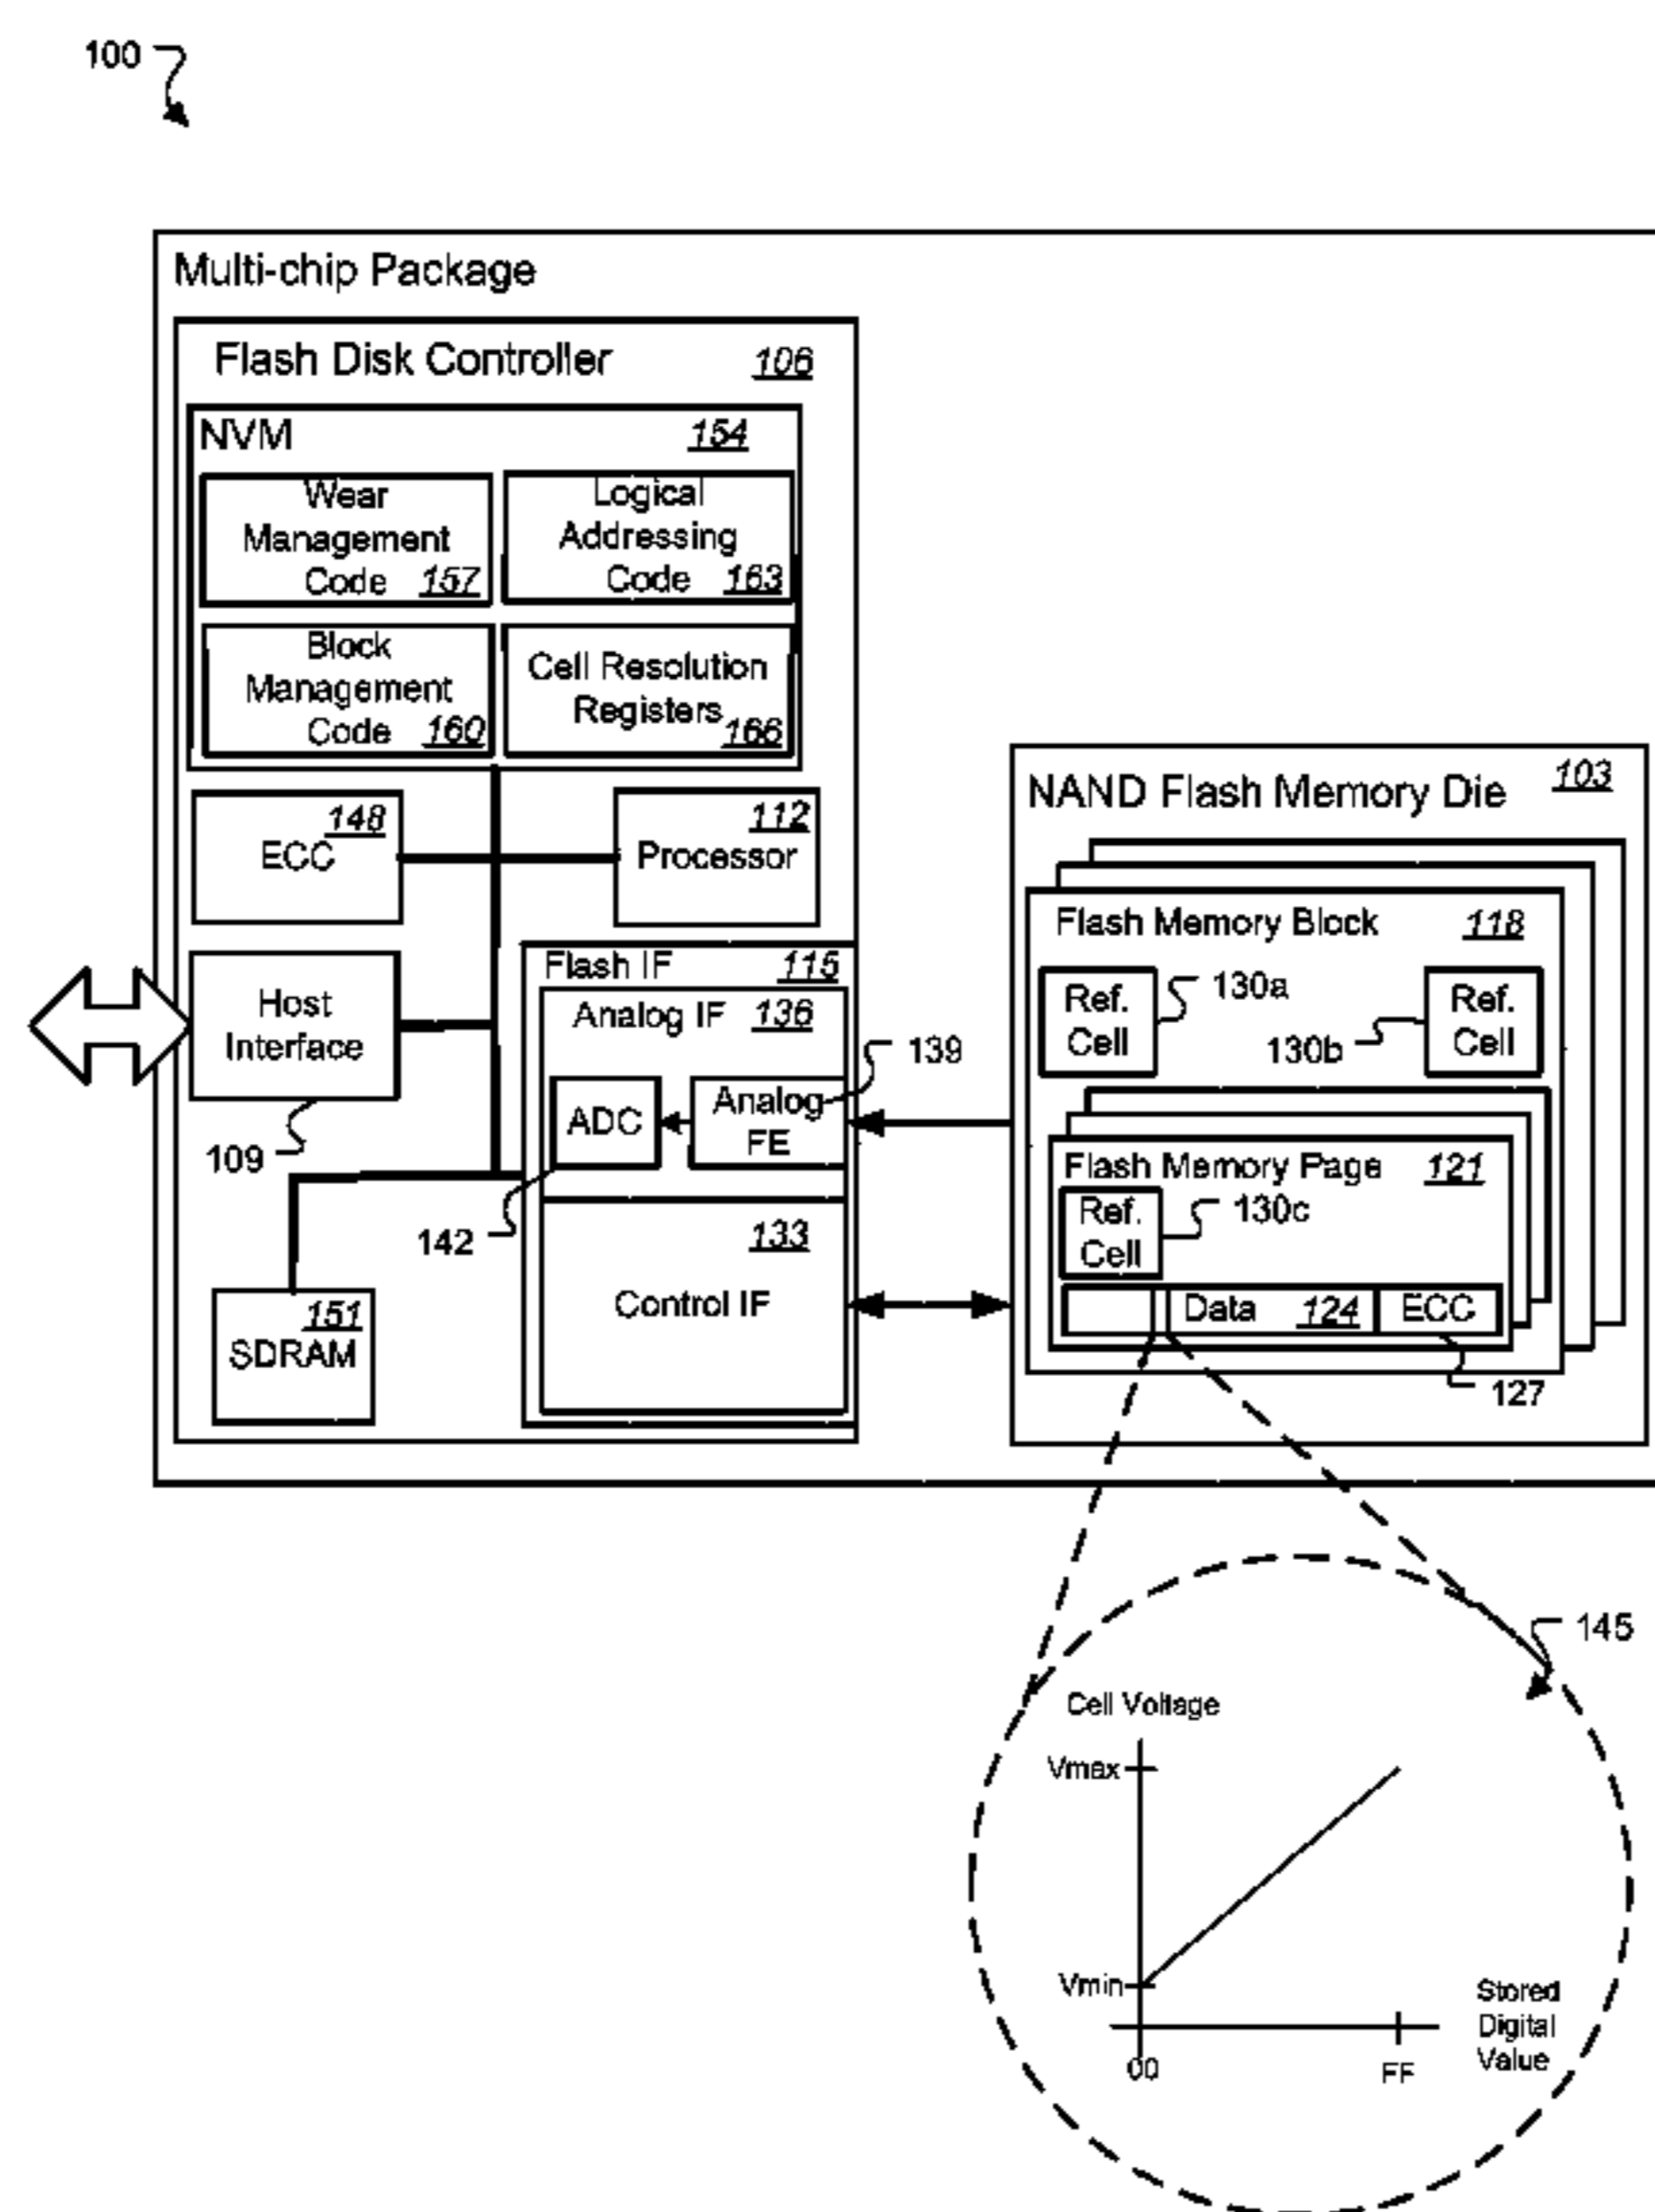 100
Multi-chip Package
Flash Disk Controller 106
NVM 154
Wear
Management
Code 157
Logical
Addressing
Code 163
Block
Management
Code 160
Cell Resolution
Registers 166
148
ECC
112
Processor
Host
Interface
109
Flash IF 115
Analog IF 136
ADC
Analog
FE
139
142
133
Control IF
151
SDRAM
NAND Flash Memory Die 103
Flash Memory Block 118
Ref.
Cell
130a
130b
Ref.
Cell
Flash Memory Page 121
Ref.
Cell
130c
Data 124 ECC
127
145
Cell Voltage
Vmax
Vmin
00
FF
Stored
Digital
Value